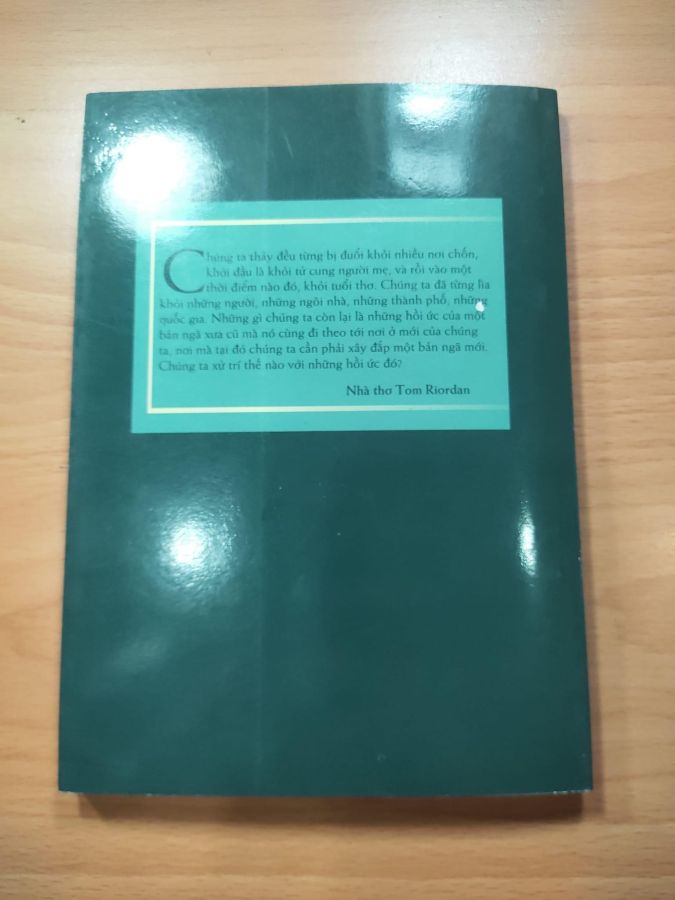 Chúng ta thảy đều từng bị đuổi khỏi nhiều nơi chốn,
khởi đầu là khỏi tử cung người mẹ, và rồi vào một
thời điểm nào đó, khỏi tuổi thơ. Chúng ta đã từng lìa
khỏi những người, những ngôi nhà, những thành phố, những
quốc gia. Những gì chúng ta còn lại là những hồi ức của một
bản ngã xưa cũ mà nó cùng đi theo tới nơi ở mới của chúng
ta, nơi mà tại đó chúng ta cần phải xây đắp một bản ngã mới.
Chúng ta xử trí thế nào với những hồi ức đó?
Nhà thơ Tom Riordan